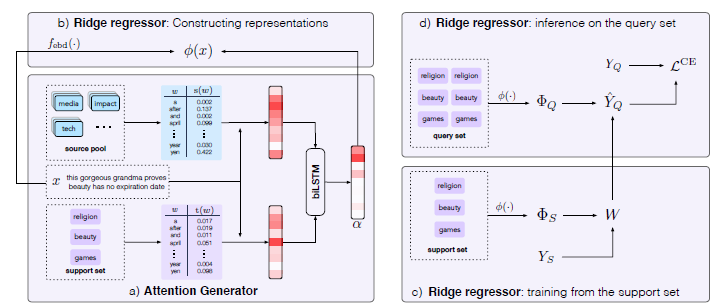 b) Ridge regressor: Constructing representations
f_ebd(·)
ϕ(x)
w s(w)
a 0.002
after 0.137
and 0.002
april 0.099
⋮ ⋮
year 0.030
yen 0.422
media
impact
tech
...
source pool
x this gorgeous grandma proves
beauty has no expiration date
biLSTM
α
religion
beauty
games
support set
w t(w)
a 0.017
after 0.019
and 0.011
april 0.051
⋮ ⋮
year 0.004
yen 0.098
a) Attention Generator
d) Ridge regressor: inference on the query set
religion religion
beauty beauty
games games
query set
ϕ(·)
Φ_Q
Ŷ_Q
Y_Q
ℒ^CE
religion
beauty
games
support set
ϕ(·)
Φ_S
W
Y_S
c) Ridge regressor: training from the support set